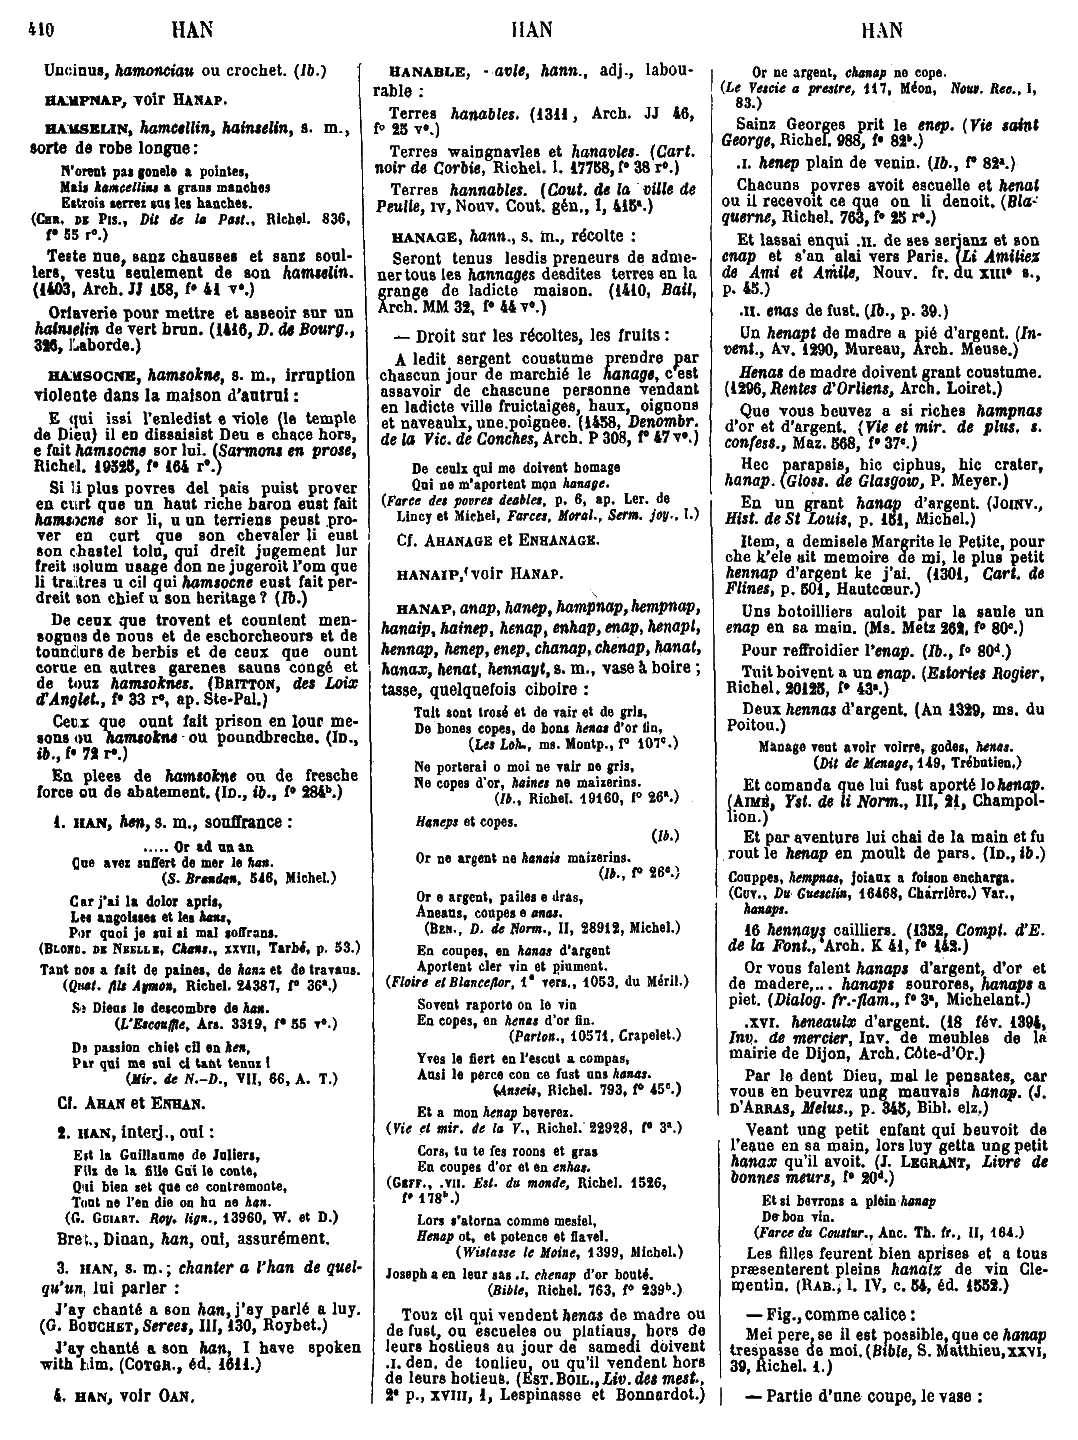 410 HAN HAN HAN
Uncinus, hamonciau ou crochet. (Ib.)
HAMPNAP, voir HANAP.
HAMSELIN, hamcellin, hainselin, s. m.,
sorte de robe longue :
N'orent pas gonele a pointes,
Mais hamcellins a grans manches
Estrois serrez sus les hanches.
(CHR. DE PIS., Dit de la Past., Richel. 836,
f° 55 r°.)
Teste nue, sanz chausses et sanz soul-
lers, vestu seulement de son hamselin.
(1403, Arch. JJ 158, f° 41 v°.)
Orfaverie pour mettre et asseoir sur un
hainselin de vert brun. (1416, D. de Bourg.,
326, Laborde.)
HAMSOCNE, hamsokne, s. m., irruption
violente dans la maison d'autrui :
E qui issi l'enledist e viole (le temple
de Dieu) il en dissaisist Deu e chace hors,
e fait hamsocne sor lui. (Sarmons en prose,
Richel. 19525, f° 164 r°.)
Si li plus povres del pais puist prover
en curt que un haut riche baron eust fait
hamsocne sor li, u un terriens peust pro-
ver en curt que son chevaler li eust
son chastel tolu, qui dreit jugement lur
freit solum usage don ne jugeroit l'om que
li traitres u cil qui hamsocne eust fait per-
dreit son chief u son heritage ? (Ib.)
De ceux que trovent et countent men-
sognes de nous et de eschorcheours et de
tounduers de berbis et de ceux que ount
corne en autres garenes sauns congé et
de touz hamsoknes. (BRITTON, des Loix
d'Anglet., f° 33 r°, ap. Ste-Pal.)
Ceux que ount fait prison en lour me-
sons ou hamsokne ou poundbreche. (ID.,
ib., f° 72 r°.)
En plees de hamsokne ou de fresche
force ou de abatement. (ID., ib., f° 284ᵇ.)
1. HAN, hen, s. m., souffrance :
..... Or ad un an
Que avez suffert de mer le han.
(S. Brandan, 546, Michel.)
Car j'ai la dolor apris,
Les angoisses et les hans,
Por quoi je sui si mal soffrans.
(BLOND. DE NEELLE, Chans., XXVII, Tarbé, p. 53.)
Tant nos a fait de paines, de hanz et de travaus.
(Quat. fils Aymon, Richel. 24387, f° 36ᵃ.)
Se Dieus le descombre de han.
(L'Escouffle, Ars. 3319, f° 55 v°.)
De passion chiet cil en hen,
Par qui me sui ci tant tenuz !
(Mir. de N.-D., VII, 66, A. T.)
Cf. AHAN et ENHAN.
2. HAN, interj., oui :
Est la Guillaume de Juliers,
Filz de la fille Gui le conte,
Qui bien set que ce contremonte,
Tout ne l'en die on hu ne han.
(G. GUIART. Roy. lign., 13960, W. et D.)
Bret., Dinan, han, oui, assurément.
3. HAN, s. m. ; chanter a l'han de quel-
qu'un, lui parler :
J'ay chanté a son han, j'ay parlé a luy.
(G. BOUCHET, Serees, III, 130, Roybet.)
J'ay chanté a son han, I have spoken
with him. (COTGR., éd. 1611.)
4. HAN, voir OAN.
HANABLE, - avle, hann., adj., labou-
rable :
Terres hanables. (1311, Arch. JJ 46,
f° 25 v°.)
Terres waingnavles et hanavles. (Cart.
noir de Corbie, Richel. l. 17758, f° 38 r°.)
Terres hannables. (Cout. de la ville de
Peulle, IV, Nouv. Cout. gén., I, 415ᵃ.)
HANAGE, hann., s. m., récolte :
Seront tenus lesdis preneurs de adme-
ner tous les hannages desdites terres en la
grange de ladicte maison. (1410, Bail,
Arch. MM 32, f° 44 v°.)
— Droit sur les récoltes, les fruits :
A ledit sergent coustume prendre par
chascun jour de marchié le hanage, c'est
assavoir de chascune personne vendant
en ladicte ville fruictaiges, haux, oignons
et naveaulx, une poignee. (1458, Denombr.
de la Vic. de Conches, Arch. P 308, f° 47 v°.)
De ceulx qui me doivent homage
Qui ne m'aportent mon hanage.
(Farce des povres deables, p. 6, ap. Ler. de
Lincy et Michel, Farces, Moral., Serm. joy., I.)
Cf. AHANAGE et ENHANAGE.
HANAIP, voir HANAP.
HANAP, anap, hanep, hampnap, hempnap,
hanaip, hainep, henap, enhap, enap, henapt,
hennap, henep, enep, chanap, chenap, hanat,
hanax, henat, hennayt, s. m., vase à boire ;
tasse, quelquefois ciboire :
Tuit sont trosé et de vair et de gris,
De bones copes, de bons henas d'or fin,
(Les Loh., ms. Montp., f° 107ᶜ.)
Ne porterai o moi ne vair ne gris,
Ne copes d'or, haines ne maizerins.
(Ib., Richel. 19160, f° 26ᵃ.)
Haneps et copes.
(Ib.)
Or ne argent ne hanais maizerins.
(Ib., f° 26ᵈ.)
Or e argent, pailes e dras,
Aneaus, coupes e anas.
(BEN., D. de Norm., II, 28912, Michel.)
En coupes, en hanas d'argent
Aportent cler vin et piument.
(Floire et Blanceflor, 1ᵉ vers., 1053, du Méril.)
Sovent raporto on le vin
En copes, en henas d'or fin.
(Parton., 10571, Crapelet.)
Yves le fiert en l'escut a compas,
Ausi le perce con ce fust uns hanas.
(Anseis, Richel. 793, f° 45ᶜ.)
Et a mon henap beverez.
(Vie et mir. de la V., Richel. 22928, f° 3ᵃ.)
Cors, tu te fes roons et gras
En coupes d'or et en enhas.
(GEFF., .VII. Est. du monde, Richel. 1526,
f° 178ᵇ.)
Lors s'atorna comme mesfel,
Henap ot, et potence et flavel.
(Wistasse le Moine, 1399, Michel.)
Joseph a en leur sas .I. chenap d'or bouté.
(Bible, Richel. 763, f° 239ᵇ.)
Touz cil qui vendent henas de madre ou
de fust, ou escueles ou platiaus, hors de
leurs hostieus au jour de samedi doivent
.I. den. de tonlieu, ou qu'il vendent hors
de leurs hotieus. (EST. BOIL., Liv. des mest.,
2ᵉ p., XVIII, 1, Lespinasse et Bonnardot.)
Or ne argent, chanap ne cope.
(Le Vescie a prestre, 117, Méon, Nouv. Rec., I,
83.)
Sainz Georges prit le enep. (Vie saint
George, Richel. 988, f° 82ᵇ.)
.I. henep plain de venin. (Ib., f° 82ᵃ.)
Chacuns povres avoit escuelle et henat
ou il recevoit ce que on li denoit. (Bla-
querne, Richel. 763, f° 25 r°.)
Et lassai enqui .II. de ses serjanz et son
enap et s'an alai vers Paris. (Li Amitiez
de Ami et Amile, Nouv. fr. du XIIIᵉ s.,
p. 45.)
.II. enas de fust. (Ib., p. 39.)
Un henapt de madre a pié d'argent. (In-
vent., Av. 1290, Mureau, Arch. Meuse.)
Henas de madre doivent grant coustume.
(1296, Rentes d'Orliens, Arch. Loiret.)
Que vous beuvez a si riches hampnas
d'or et d'argent. (Vie et mir. de plus. s.
confess., Maz. 568, f° 37ᶜ.)
Hec parapsis, hic ciphus, hic crater,
hanap. (Gloss. de Glasgow, P. Meyer.)
En un grant hanap d'argent. (JOINV.,
Hist. de St Louis, p. 151, Michel.)
Item, a demisele Margrite le Petite, pour
che k'ele ait memoire de mi, le plus petit
hennap d'argent ke j'ai. (1301, Cart. de
Flines, p. 501, Hautcœur.)
Uns botoilliers auloit par la saule un
enap en sa main. (Ms. Metz 262, f° 80ᶜ.)
Pour reffroidier l'enap. (Ib., f° 80ᵈ.)
Tuit boivent a un enap. (Estories Rogier,
Richel. 20125, f° 43ᵃ.)
Deux hennas d'argent. (An 1329, ms. du
Poitou.)
Manage veut avoir voirre, godes, henas.
(Dit de Menage, 149, Trébutien.)
Et comanda que lui fust aporté lo henap.
(AIMÉ, Yst. de li Norm., III, 21, Champol-
lion.)
Et par aventure lui chai de la main et fu
rout le henap en moult de pars. (ID., ib.)
Couppes, hempnas, joiaux a foison encharga.
(CUV., Du Guesclin, 16468, Charrière.) Var.,
hanaps.
16 hennays cailliers. (1352, Compt. d'E.
de la Font., Arch. K 41, f° 142.)
Or vous falent hanaps d'argent, d'or et
de madere,... hanaps sourores, hanaps a
piet. (Dialog. fr.-flam., f° 3ᵃ, Michelant.)
.XVI. heneaulx d'argent. (18 fév. 1394,
Inv. de mercier, Inv. de meubles de la
mairie de Dijon, Arch. Côte-d'Or.)
Par le dent Dieu, mal le pensates, car
vous en beuvrez ung mauvais hanap. (J.
D'ARRAS, Melus., p. 345, Bibl. elz.)
Veant ung petit enfant qui beuvoit de
l'eaue en sa main, lors luy getta ung petit
hanax qu'il avoit. (J. LEGRANT, Livre de
bonnes meurs, f° 20ᵈ.)
Et si bevrons a plein hanap
De bon vin.
(Farce du Coustur., Anc. Th. fr., II, 164.)
Les filles feurent bien aprises et a tous
præsenterent pleins hanatz de vin Cle-
mentin. (RAB., l. IV, c. 54, éd. 1552.)
— Fig., comme calice :
Mei pere, se il est possible, que ce hanap
trespasse de moi. (Bible, S. Matthieu, XXVI,
39, Richel. 1.)
— Partie d'une coupe, le vase :